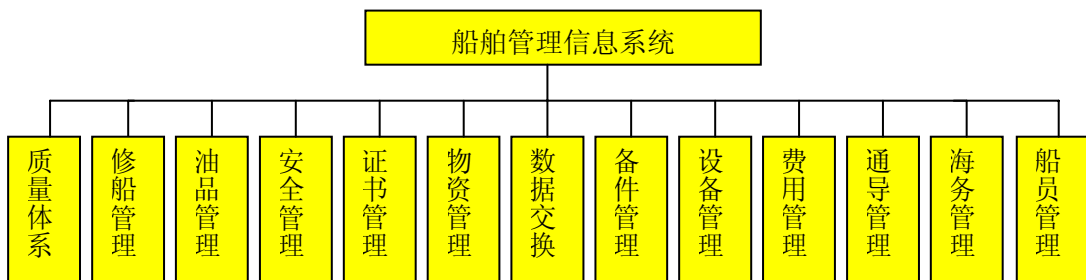 船舶管理信息系统
质量体系
修船管理
油品管理
安全管理
证书管理
物资管理
数据交换
备件管理
设备管理
费用管理
通导管理
海务管理
船员管理